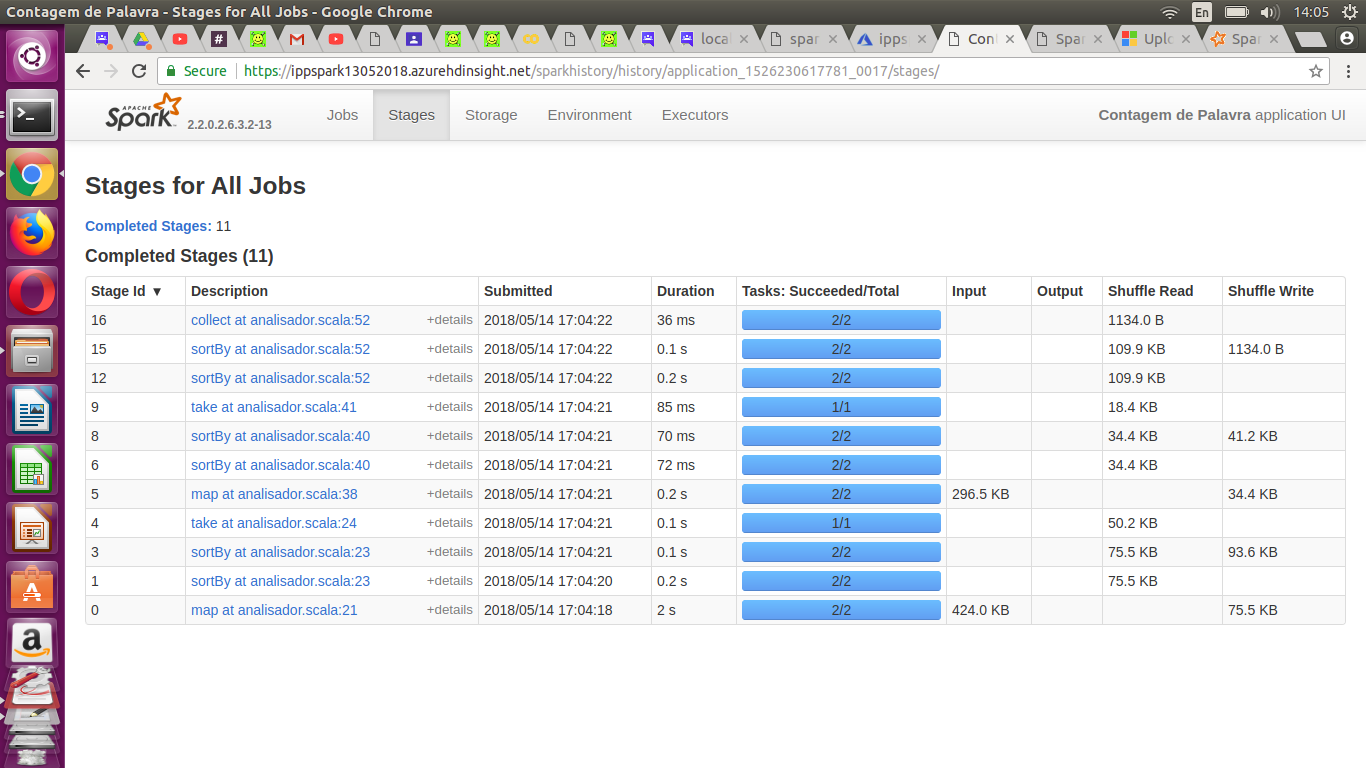 Contagem de Palavra - Stages for All Jobs - Google Chrome En 14:05
local spar ipps Con Spar Uplo Spar
Secure https://ippspark13052018.azurehdinsight.net/sparkhistory/history/application_1526230617781_0017/stages/
APACHE Spark 2.2.0.2.6.3.2-13 Jobs Stages Storage Environment Executors Contagem de Palavra application UI
Stages for All Jobs
Completed Stages: 11
Completed Stages (11)
Stage Id ▼ Description Submitted Duration Tasks: Succeeded/Total Input Output Shuffle Read Shuffle Write
16 collect at analisador.scala:52 +details 2018/05/14 17:04:22 36 ms 2/2 1134.0 B
15 sortBy at analisador.scala:52 +details 2018/05/14 17:04:22 0.1 s 2/2 109.9 KB 1134.0 B
12 sortBy at analisador.scala:52 +details 2018/05/14 17:04:22 0.2 s 2/2 109.9 KB
9 take at analisador.scala:41 +details 2018/05/14 17:04:21 85 ms 1/1 18.4 KB
8 sortBy at analisador.scala:40 +details 2018/05/14 17:04:21 70 ms 2/2 34.4 KB 41.2 KB
6 sortBy at analisador.scala:40 +details 2018/05/14 17:04:21 72 ms 2/2 34.4 KB
5 map at analisador.scala:38 +details 2018/05/14 17:04:21 0.2 s 2/2 296.5 KB 34.4 KB
4 take at analisador.scala:24 +details 2018/05/14 17:04:21 0.1 s 1/1 50.2 KB
3 sortBy at analisador.scala:23 +details 2018/05/14 17:04:21 0.1 s 2/2 75.5 KB 93.6 KB
1 sortBy at analisador.scala:23 +details 2018/05/14 17:04:20 0.2 s 2/2 75.5 KB
0 map at analisador.scala:21 +details 2018/05/14 17:04:18 2 s 2/2 424.0 KB 75.5 KB